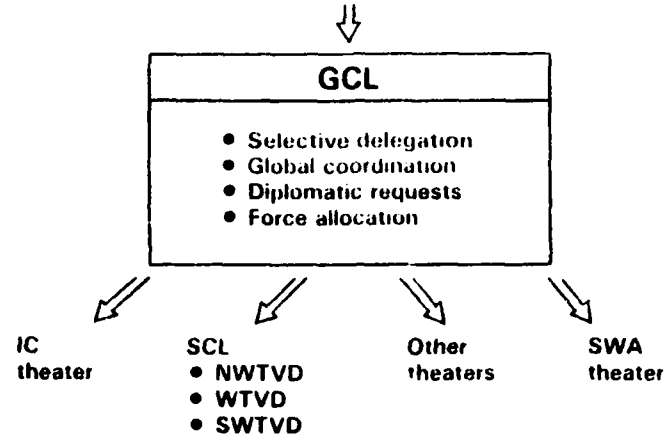 GCL
• Selective delegation
• Global coordination
• Diplomatic requests
• Force allocation
IC
theater
SCL
• NWTVD
• WTVD
• SWTVD
Other
theaters
SWA
theater